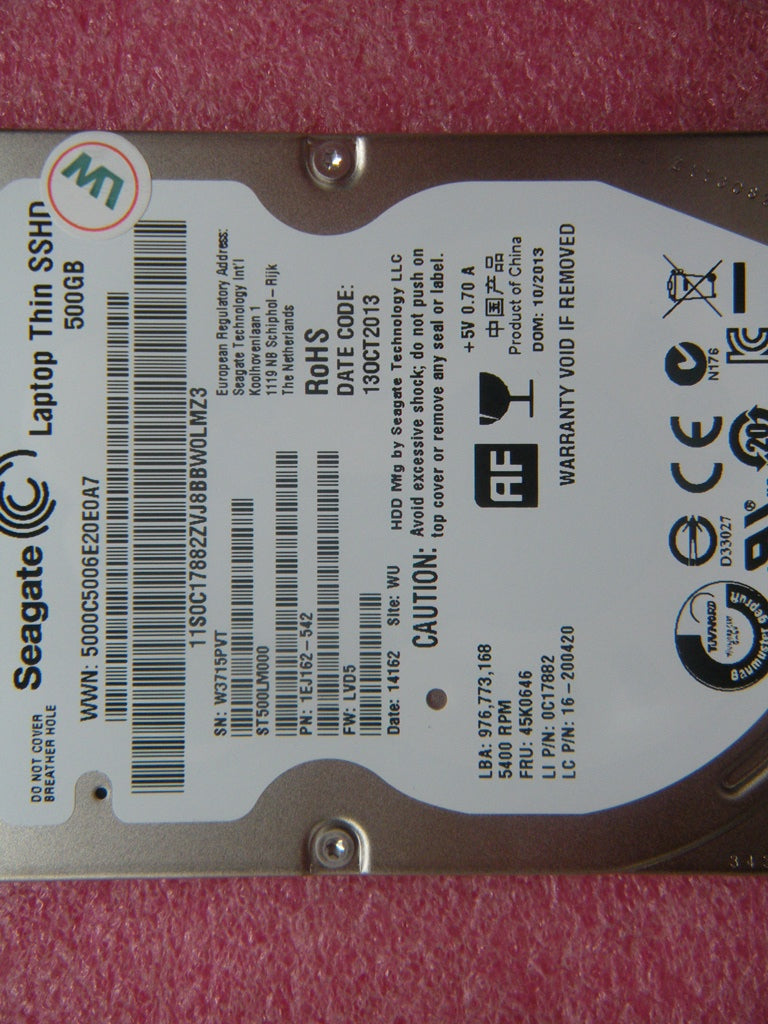 Seagate Laptop Thin SSHD
500GB
DO NOT COVER
BREATHER HOLE
WWN: 5000C5006E20E0A7
11S0C17882ZVJ8BBW0LMZ3
SN: W3715PVT
ST500LM000
PN: 1EJ162-542
FW: LVD5
Date: 14162 Site: WU
European Regulatory Address:
Seagate Technology Int'l
Koolhovenlaan 1
1119 NB Schiphol-Rijk
The Netherlands
RoHS
DATE CODE:
13OCT2013
HDD Mfg by Seagate Technology LLC
CAUTION: Avoid excessive shock; do not push on
top cover or remove any seal or label.
LBA: 976,773,168
5400 RPM
FRU: 45K0646
LI P/N: 0C17882
LC P/N: 16-200420
AF
+5V 0.70 A
中国产品
Product of China
DOM: 10/2013
WARRANTY VOID IF REMOVED
CE
N176
D33027
20
TUVNORD
Baumuster geprüft